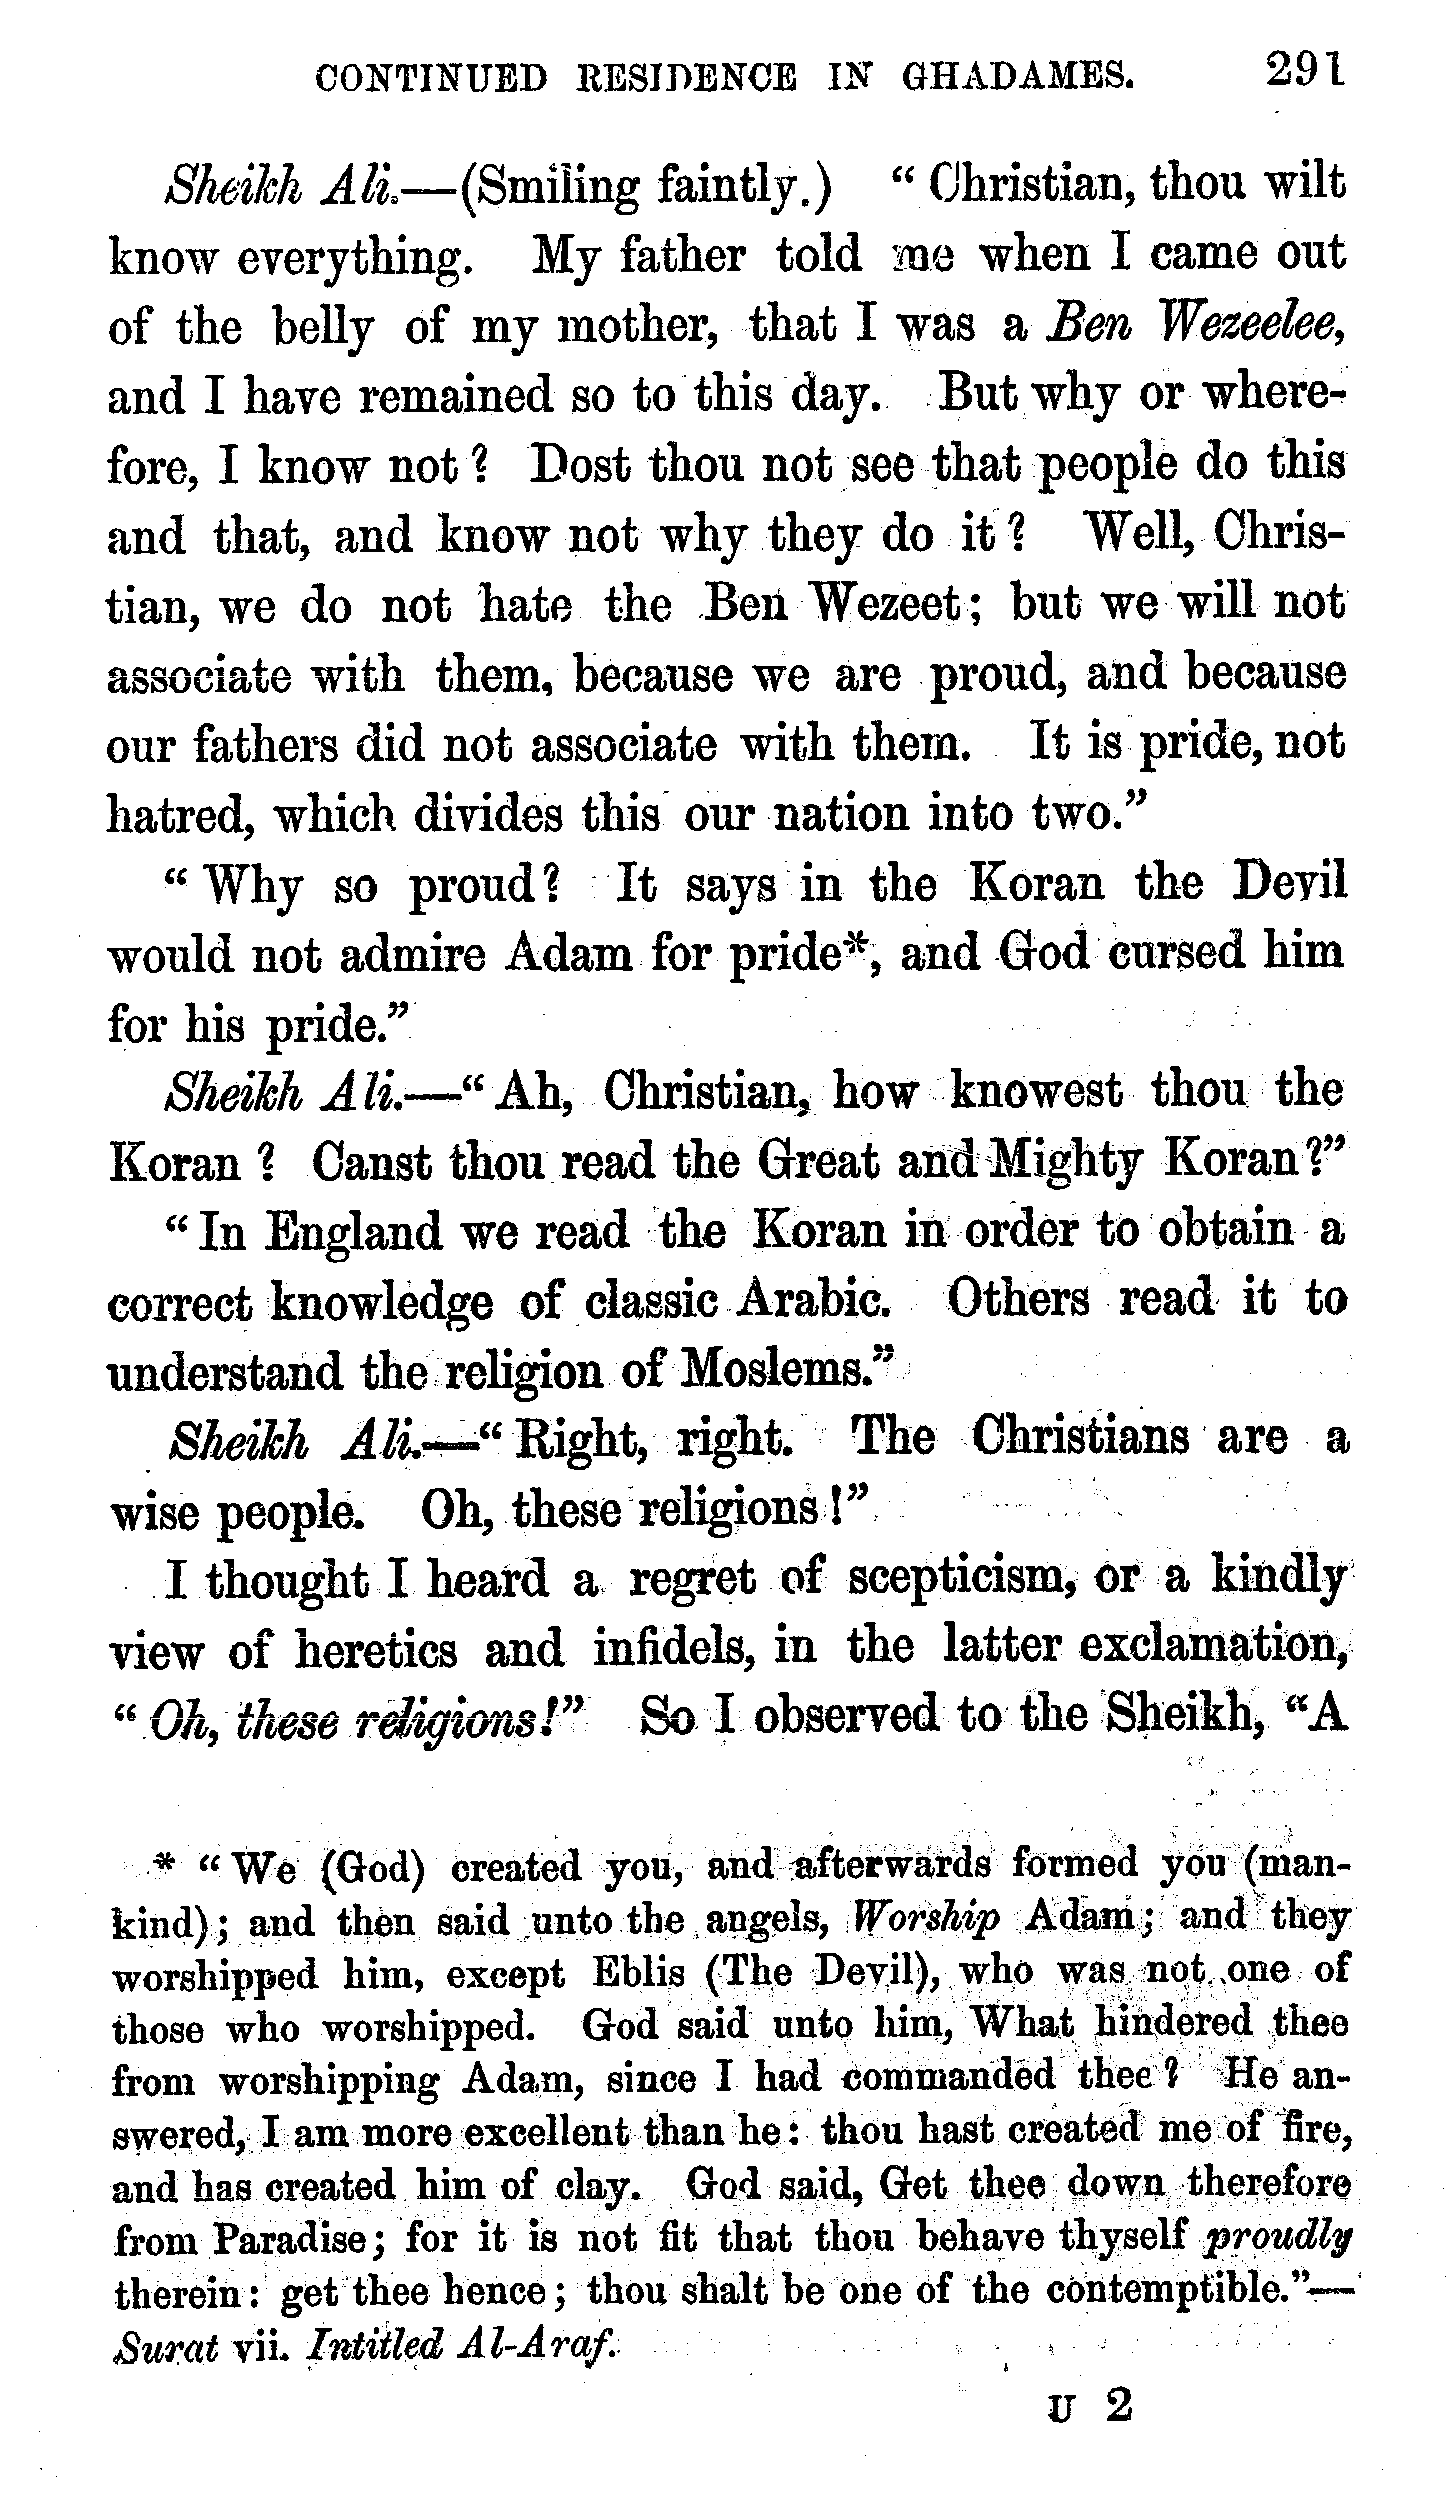 CONTINUED RESIDENCE IN GHADAMES. 291
Sheikh Ali.—(Smiling faintly.) “Christian, thou wilt
know everything. My father told me when I came out
of the belly of my mother, that I was a Ben Wezeelee,
and I have remained so to this day. But why or where-
fore, I know not? Dost thou not see that people do this
and that, and know not why they do it? Well, Chris-
tian, we do not hate the Ben Wezeet; but we will not
associate with them, because we are proud, and because
our fathers did not associate with them. It is pride, not
hatred, which divides this our nation into two.”
“Why so proud? It says in the Koran the Devil
would not admire Adam for pride*, and God cursed him
for his pride.”
Sheikh Ali.—“Ah, Christian, how knowest thou the
Koran? Canst thou read the Great and Mighty Koran?”
“In England we read the Koran in order to obtain a
correct knowledge of classic Arabic. Others read it to
understand the religion of Moslems.”
Sheikh Ali.—“Right, right. The Christians are a
wise people. Oh, these religions!”
I thought I heard a regret of scepticism, or a kindly
view of heretics and infidels, in the latter exclamation,
“Oh, these religions!” So I observed to the Sheikh, “A
* “We (God) created you, and afterwards formed you (man-
kind); and then said unto the angels, Worship Adam; and they
worshipped him, except Eblis (The Devil), who was not one of
those who worshipped. God said unto him, What hindered thee
from worshipping Adam, since I had commanded thee? He an-
swered, I am more excellent than he: thou hast created me of fire,
and has created him of clay. God said, Get thee down therefore
from Paradise; for it is not fit that thou behave thyself proudly
therein: get thee hence; thou shalt be one of the contemptible.”—
Surat vii. Intitled Al-Araf.
U 2